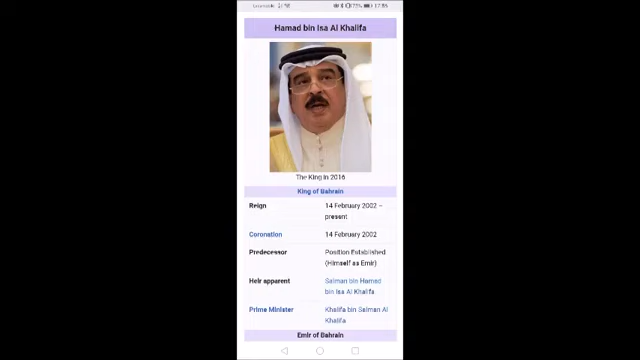 17:55
Hamad bin Isa Al Khalifa
The King in 2016
King of Bahrain
Reign
14 February 2002 –
present
Coronation
14 February 2002
Predecessor
Position Established
(Himself as Emir)
Heir apparent
Salman bin Hamad
bin Isa Al Khalifa
Prime Minister
Khalifa bin Salman Al
Khalifa
Emir of Bahrain